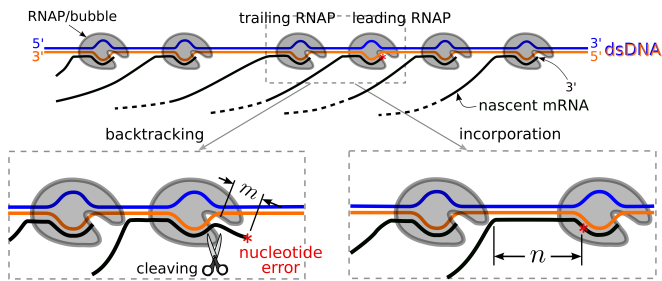 RNAP/bubble
trailing RNAP
leading RNAP
5'
3'
3'
5'
dsDNA
3'
nascent mRNA
backtracking
incorporation
m
n
cleaving
nucleotide
error